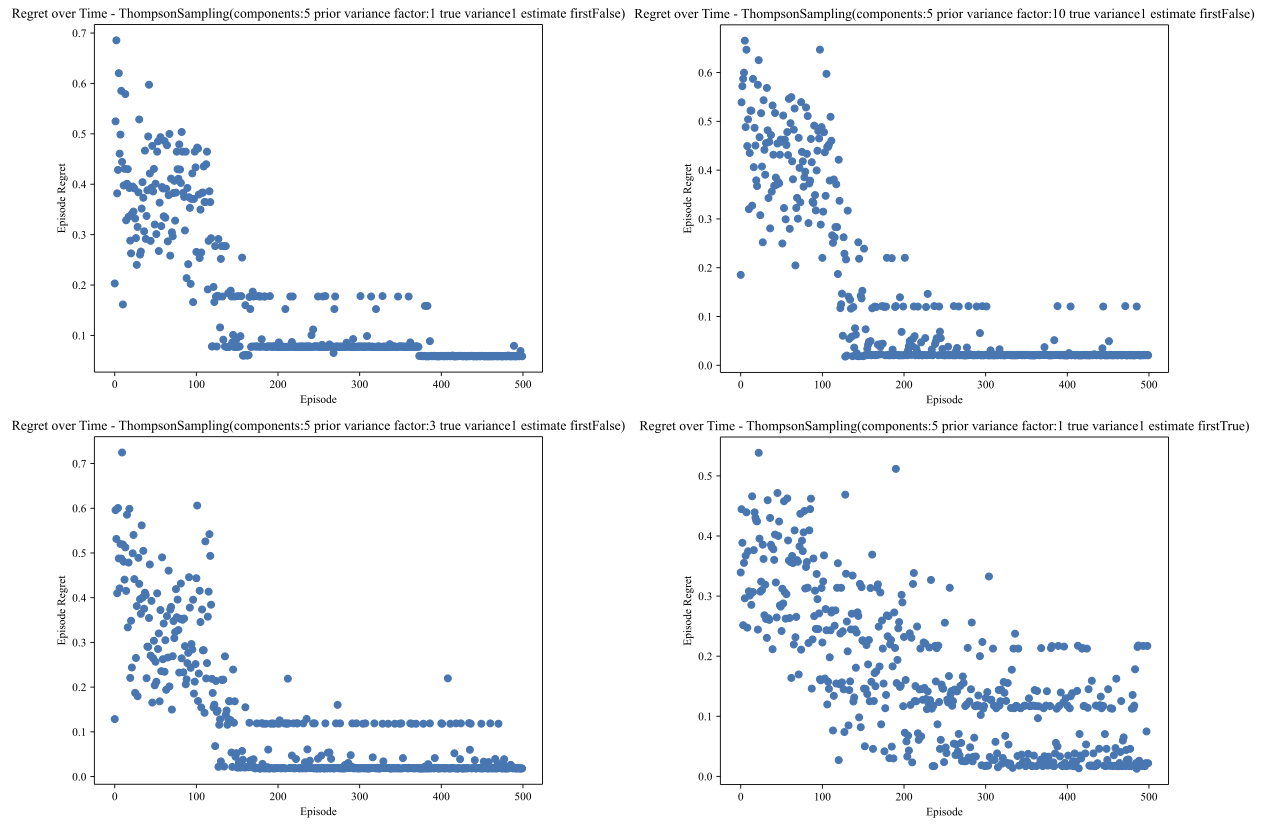 Regret over Time - ThompsonSampling(components:5 prior variance factor:1 true variance1 estimate firstFalse)
0.7
0.6
0.5
0.4
0.3
0.2
0.1
Episode Regret
0 100 200 300 400 500
Episode
Regret over Time - ThompsonSampling(components:5 prior variance factor:10 true variance1 estimate firstFalse)
0.6
0.5
0.4
0.3
0.2
0.1
0.0
Episode Regret
0 100 200 300 400 500
Episode
Regret over Time - ThompsonSampling(components:5 prior variance factor:3 true variance1 estimate firstFalse)
0.7
0.6
0.5
0.4
0.3
0.2
0.1
0.0
Episode Regret
0 100 200 300 400 500
Episode
Regret over Time - ThompsonSampling(components:5 prior variance factor:1 true variance1 estimate firstTrue)
0.5
0.4
0.3
0.2
0.1
0.0
Episode Regret
0 100 200 300 400 500
Episode